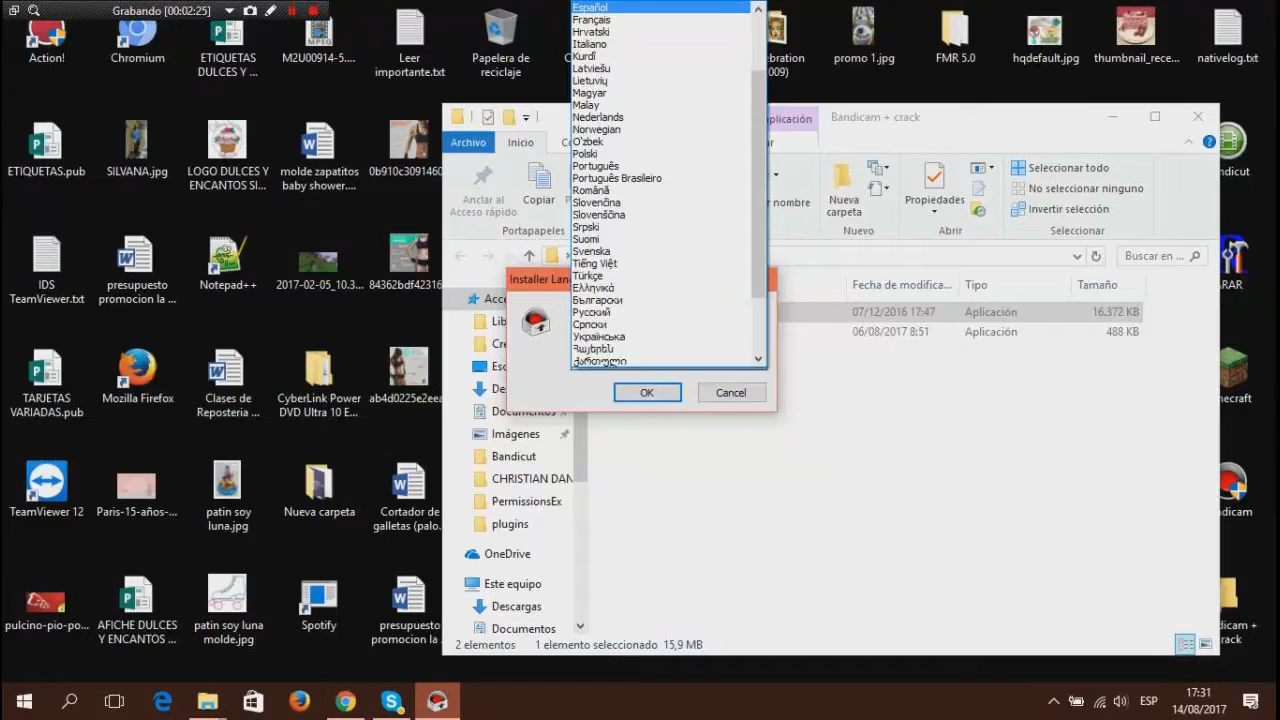 Grabando [00:02:25]
Action!
Chromium
ETIQUETAS
DULCES Y ...
M2U00914-5...
Leer
importante.txt
Papelera de
reciclaje
promo 1.jpg
FMR 5.0
hqdefault.jpg
thumbnail_rece...
nativelog.txt
009)
Español
Français
Hrvatski
Italiano
Kurdî
Latviešu
Lietuvių
Magyar
Malay
Nederlands
Norwegian
O'zbek
Polski
Português
Português Brasileiro
Română
Slovenčina
Slovenščina
Srpski
Suomi
Svenska
Tiếng Việt
Türkçe
Ελληνικά
Български
Русский
Српски
Українська
Հայերեն
ქართული
OK
Cancel
Bandicam + crack
Archivo
Inicio
Anclar al
Acceso rápido
Copiar
Portapapeles
Nueva
carpeta
Nuevo
Propiedades
Abrir
Seleccionar todo
No seleccionar ninguno
Invertir selección
Seleccionar
Buscar en ...
Fecha de modifica...
Tipo
Tamaño
07/12/2016 17:47
Aplicación
16.372 KB
06/08/2017 8:51
Aplicación
488 KB
Documentos
Imágenes
Bandicut
CHRISTIAN DAN
PermissionsEx
plugins
OneDrive
Este equipo
Descargas
Documentos
2 elementos
1 elemento seleccionado
15,9 MB
ETIQUETAS.pub
SILVANA.jpg
LOGO DULCES Y
ENCANTOS SI...
molde zapatitos
baby shower....
0b910c3091460
IDS
TeamViewer.txt
presupuesto
promocion la ...
Notepad++
2017-02-05_10.3...
84362bdf42316
TARJETAS
VARIADAS.pub
Mozilla Firefox
Clases de
Reposteria ...
CyberLink Power
DVD Ultra 10 E...
ab4d0225e2eea
TeamViewer 12
Paris-15-años-...
patin soy
luna.jpg
Nueva carpeta
Cortador de
galletitas (palo...
pulcino-pio-po...
AFICHE DULCES
Y ENCANTOS ...
patin soy luna
molde.jpg
Spotify
presupuesto
promocion la ...
ESP
17:31
14/08/2017